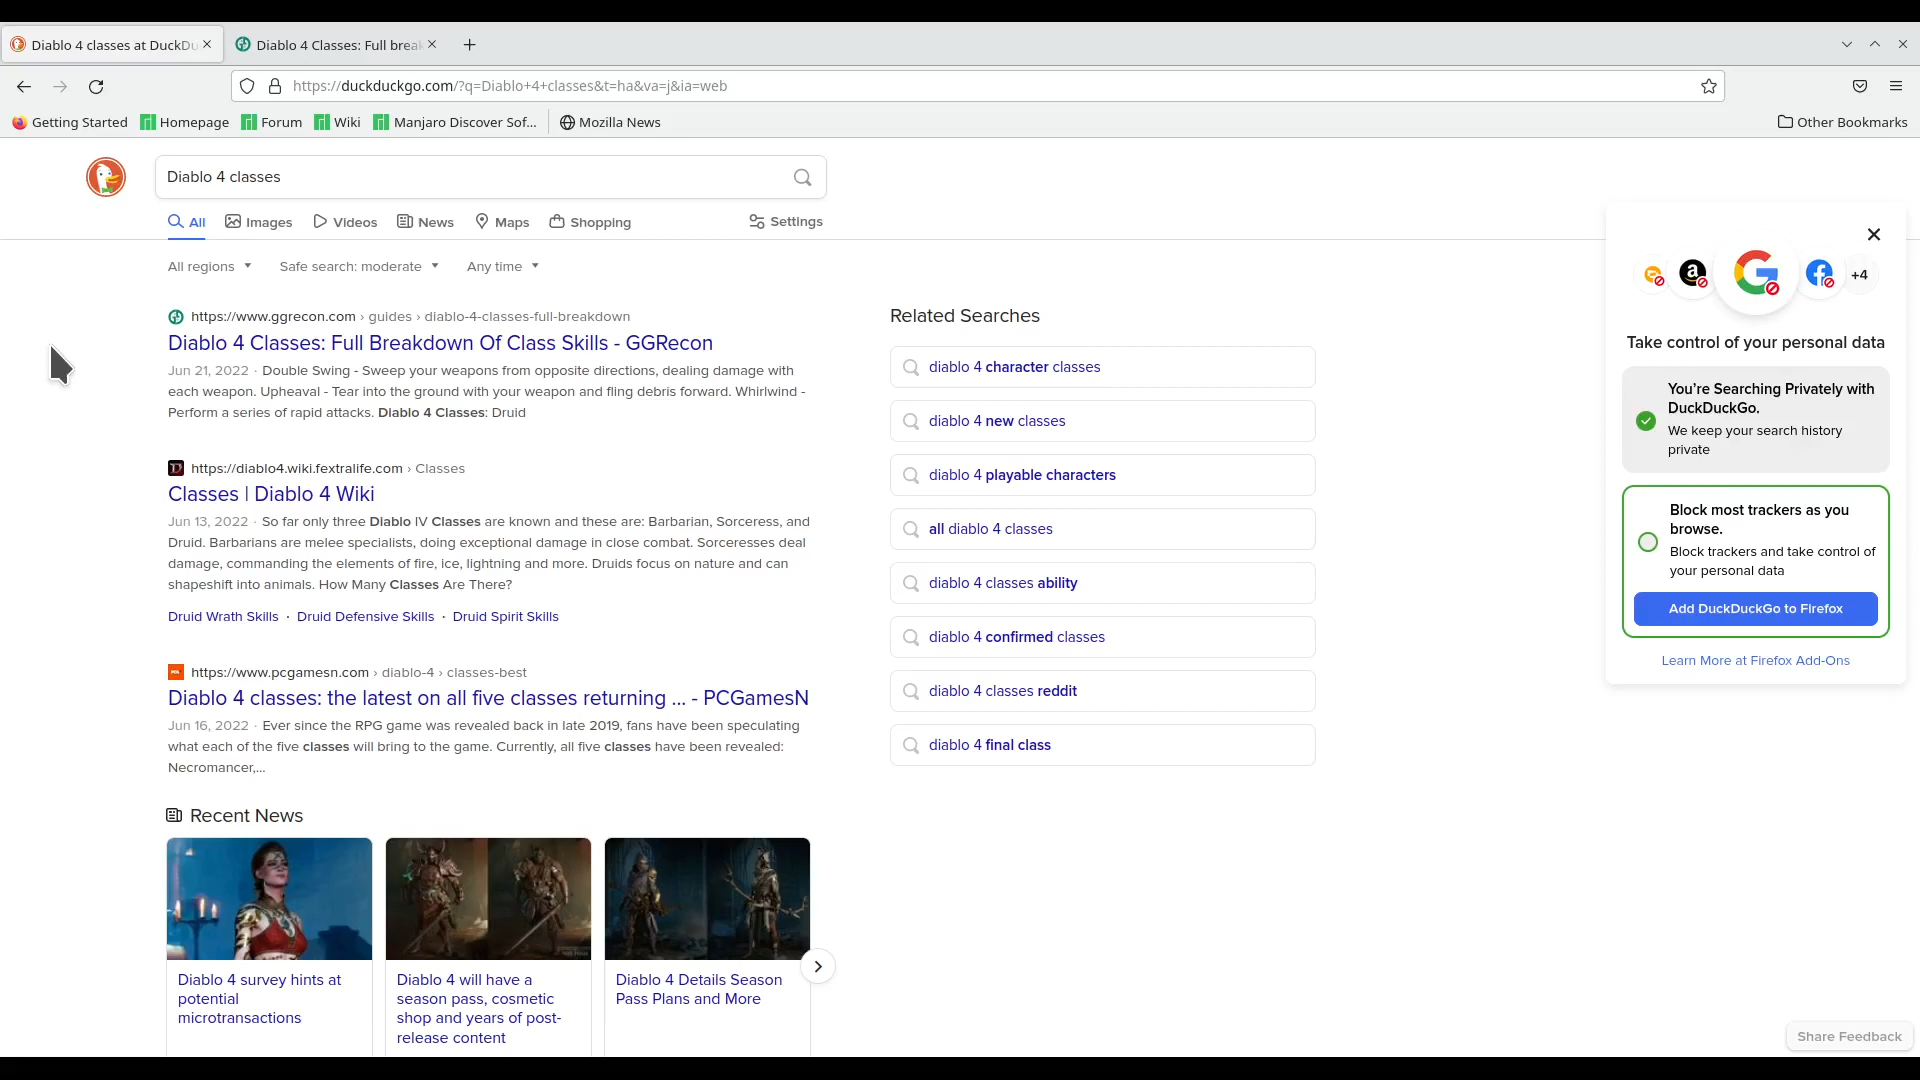 Diablo 4 classes at DuckDu
Diablo 4 Classes: Full break
https://duckduckgo.com/?q=Diablo+4+classes&t=ha&va=j&ia=web
Getting Started
Homepage
Forum
Wiki
Manjaro Discover Sof...
Mozilla News
Other Bookmarks
Diablo 4 classes
All
Images
Videos
News
Maps
Shopping
Settings
All regions
Safe search: moderate
Any time
https://www.ggrecon.com › guides › diablo-4-classes-full-breakdown
Diablo 4 Classes: Full Breakdown Of Class Skills - GGRecon
Jun 21, 2022 · Double Swing - Sweep your weapons from opposite directions, dealing damage with
each weapon. Upheaval - Tear into the ground with your weapon and fling debris forward. Whirlwind -
Perform a series of rapid attacks. Diablo 4 Classes: Druid
https://diablo4.wiki.fextralife.com › Classes
Classes | Diablo 4 Wiki
Jun 13, 2022 · So far only three Diablo IV Classes are known and these are: Barbarian, Sorceress, and
Druid. Barbarians are melee specialists, doing exceptional damage in close combat. Sorceresses deal
damage, commanding the elements of fire, ice, lightning and more. Druids focus on nature and can
shapeshift into animals. How Many Classes Are There?
Druid Wrath Skills · Druid Defensive Skills · Druid Spirit Skills
https://www.pcgamesn.com › diablo-4 › classes-best
Diablo 4 classes: the latest on all five classes returning ... - PCGamesN
Jun 16, 2022 · Ever since the RPG game was revealed back in late 2019, fans have been speculating
what each of the five classes will bring to the game. Currently, all five classes have been revealed:
Necromancer,...
Recent News
Diablo 4 survey hints at
potential
microtransactions
Diablo 4 will have a
season pass, cosmetic
shop and years of post-
release content
Diablo 4 Details Season
Pass Plans and More
Related Searches
diablo 4 character classes
diablo 4 new classes
diablo 4 playable characters
all diablo 4 classes
diablo 4 classes ability
diablo 4 confirmed classes
diablo 4 classes reddit
diablo 4 final class
+4
Take control of your personal data
You're Searching Privately with
DuckDuckGo.
We keep your search history
private
Block most trackers as you
browse.
Block trackers and take control of
your personal data
Add DuckDuckGo to Firefox
Learn More at Firefox Add-Ons
Share Feedback